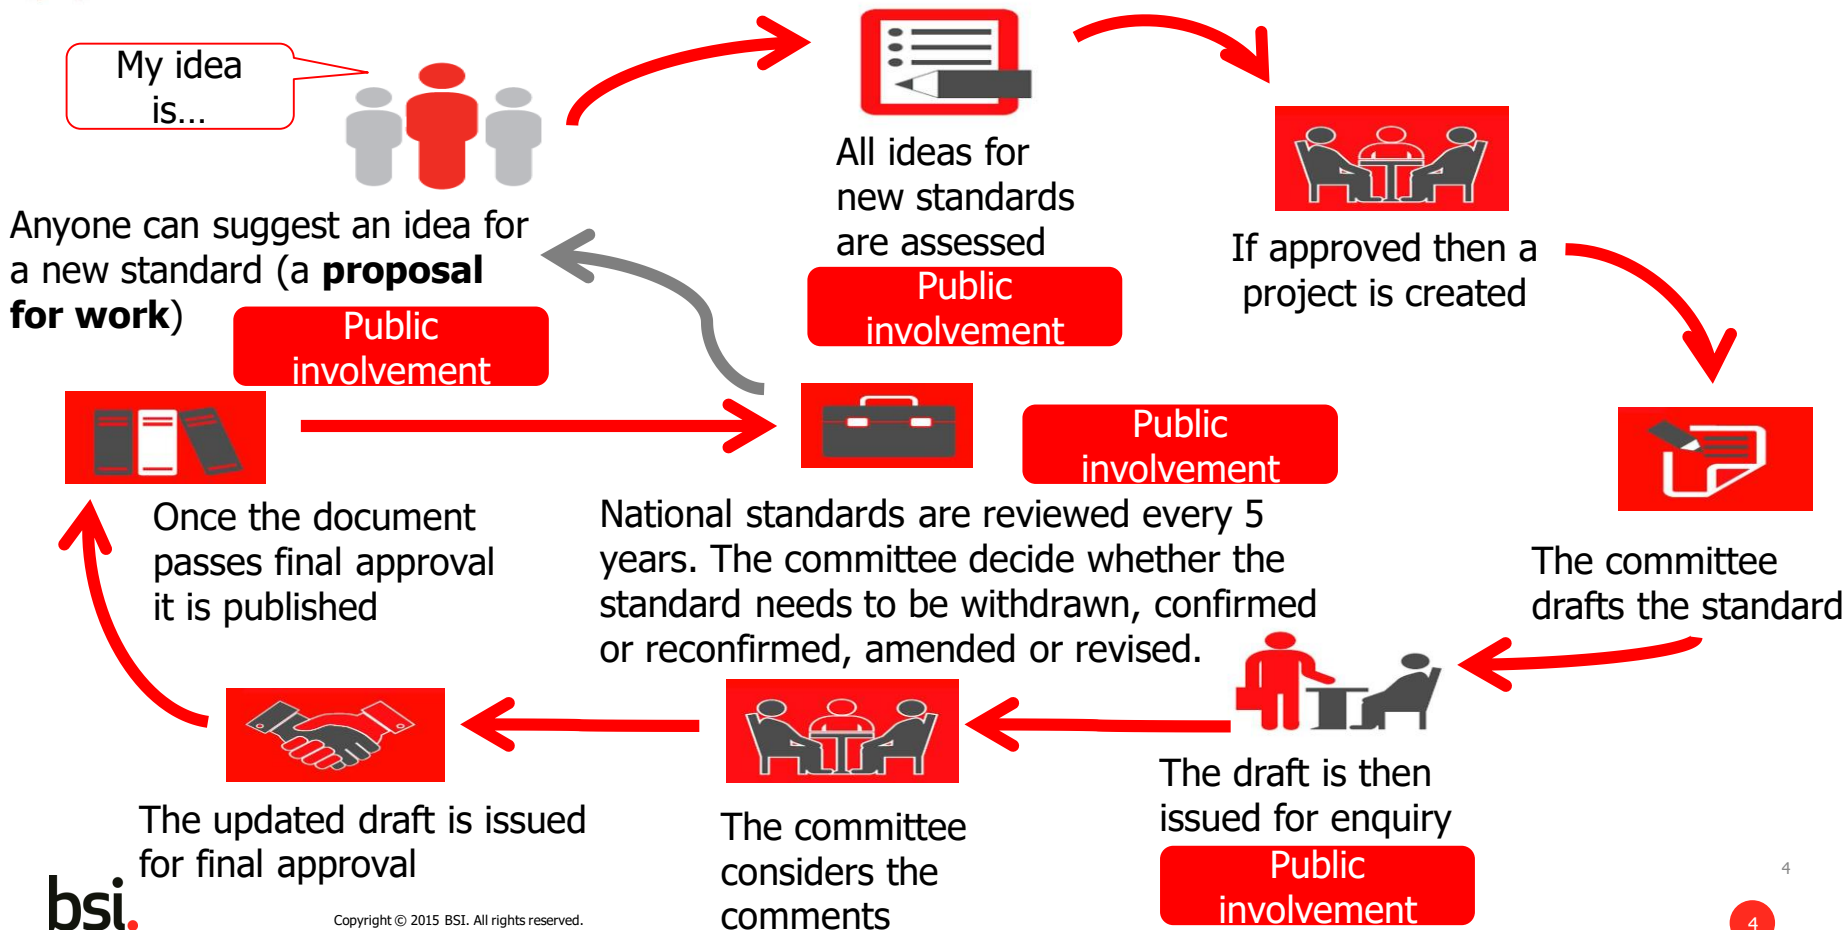 My idea
is...
Anyone can suggest an idea for
a new standard (a proposal
for work)
Public
involvement
All ideas for
new standards
are assessed
Public
involvement
If approved then a
project is created
The committee
drafts the standard
The draft is then
issued for enquiry
Public
involvement
The committee
considers the
comments
The updated draft is issued
for final approval
Once the document
passes final approval
it is published
Public
involvement
National standards are reviewed every 5
years. The committee decide whether the
standard needs to be withdrawn, confirmed
or reconfirmed, amended or revised.
bsi.
Copyright © 2015 BSI. All rights reserved.
4
4